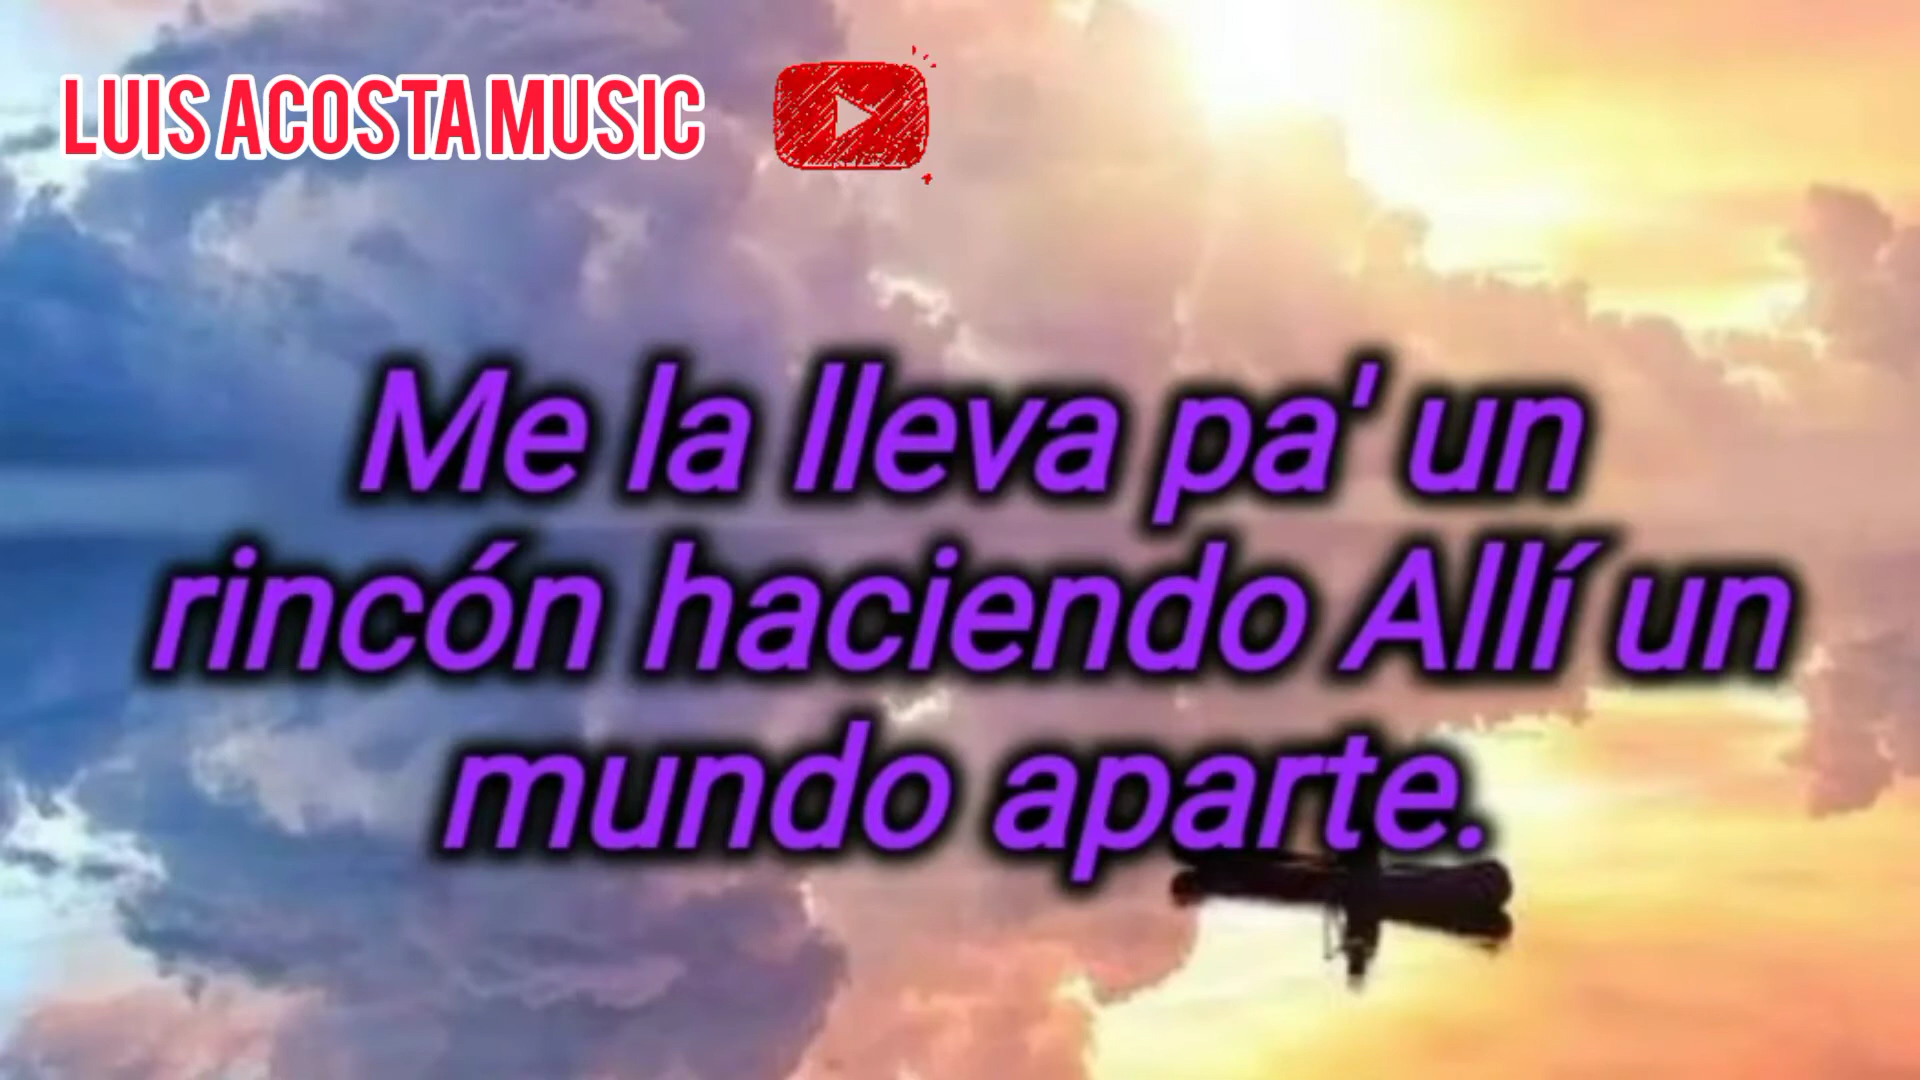 LUIS ACOSTA MUSIC
Me la lleva pa' un
rincón haciendo Allí un
mundo aparte.